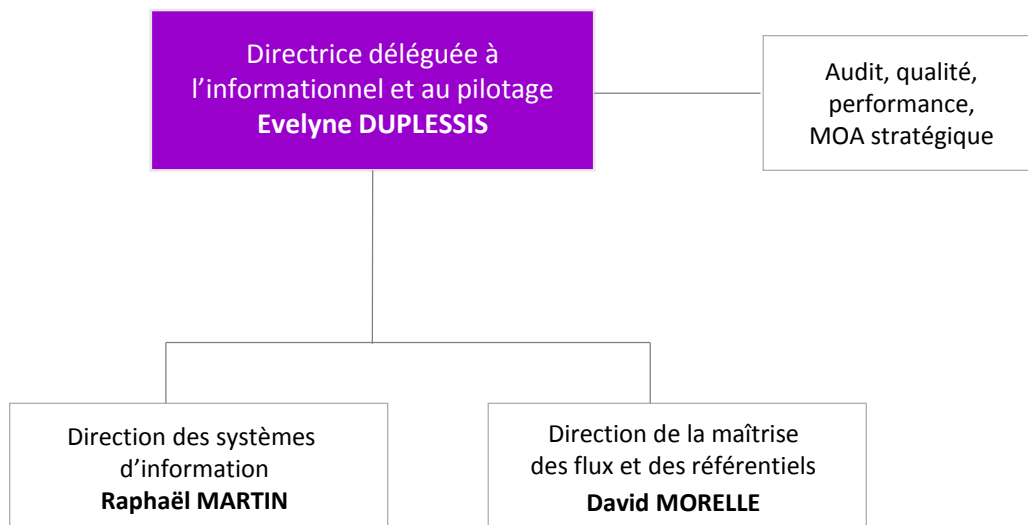 Directrice déléguée à
l’informationnel et au pilotage
Evelyne DUPLESSIS
Audit, qualité,
performance,
MOA stratégique
Direction des systèmes
d’information
Raphaël MARTIN
Direction de la maîtrise
des flux et des référentiels
David MORELLE